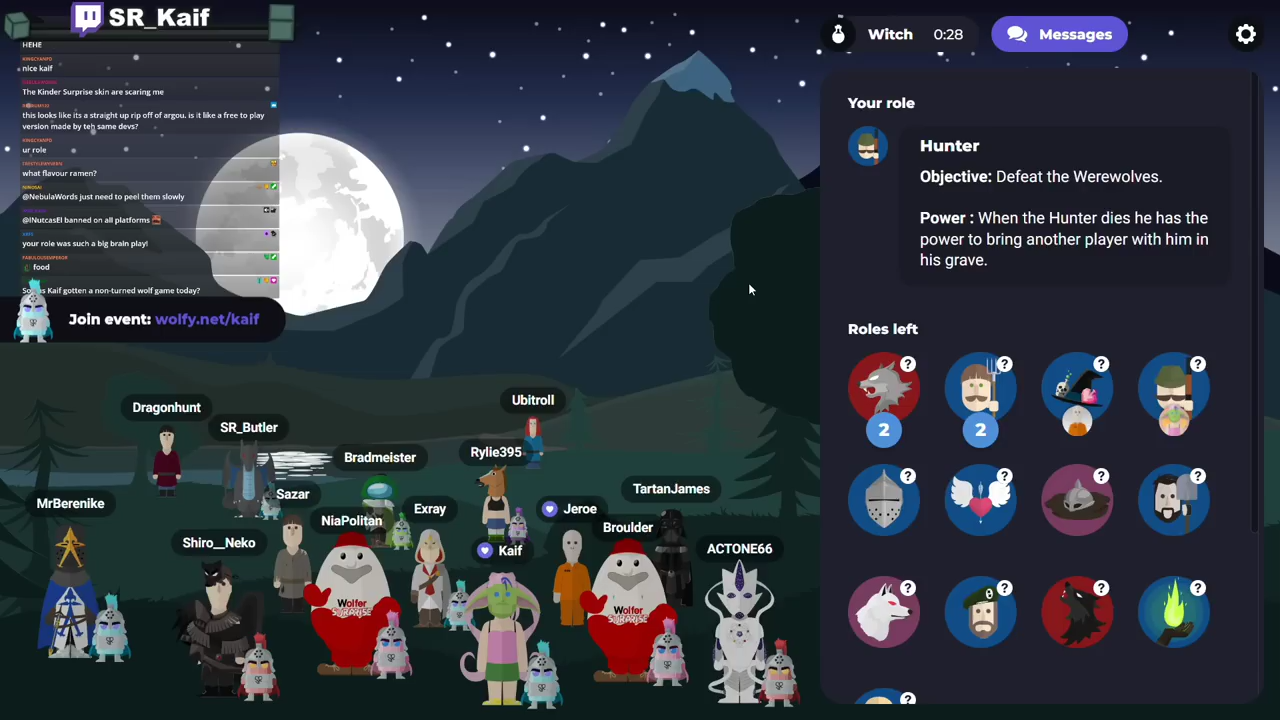 SR_Kaif
HEHE
nice kaif
The Kinder Surprise skin are scaring me
this looks like its a straight up rip off of argou. is it like a free to play
version made by teh same devs?
ur role
what flavour ramen?
@NebulaWords just need to peel them slowly
@INutcasEI banned on all platforms
your role was such a big brain play!
FABULOUSEMPEROR
food
Kaif gotten a non-turned wolf game today?
Join event: wolfy.net/kaif
Witch 0:28 Messages
Your role
Hunter
Objective: Defeat the Werewolves.
Power : When the Hunter dies he has the
power to bring another player with him in
his grave.
Roles left
? ? ? ?
2 2
? ? ? ?
? ? ? ?
?
Dragonhunt
SR_Butler
Ubitroll
Bradmeister
Rylie395
MrBerenike
Sazar
TartanJames
NiaPolitan
Exray
Jeroe
Broulder
Shiro__Neko
Kaif
ACTONE66
Wolfer
SURPRISE
Wolfer
SURPRISE